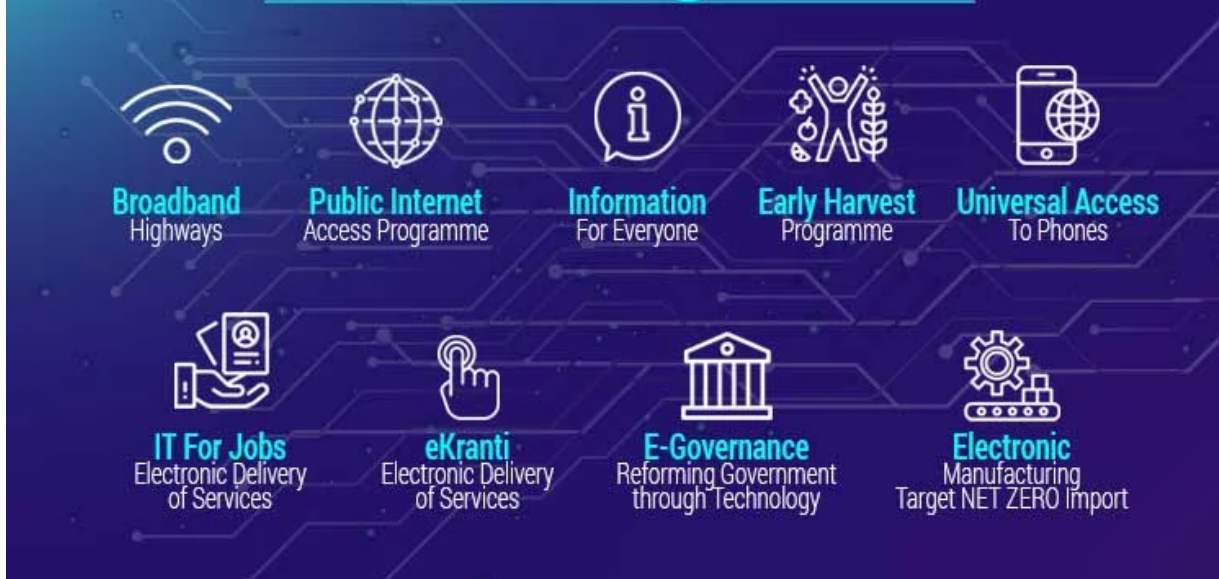 Broadband
Highways
Public Internet
Access Programme
Information
For Everyone
Early Harvest
Programme
Universal Access
To Phones
IT For Jobs
Electronic Delivery
of Services
eKranti
Electronic Delivery
of Services
E-Governance
Reforming Government
through Technology
Electronic
Manufacturing
Target NET ZERO Import